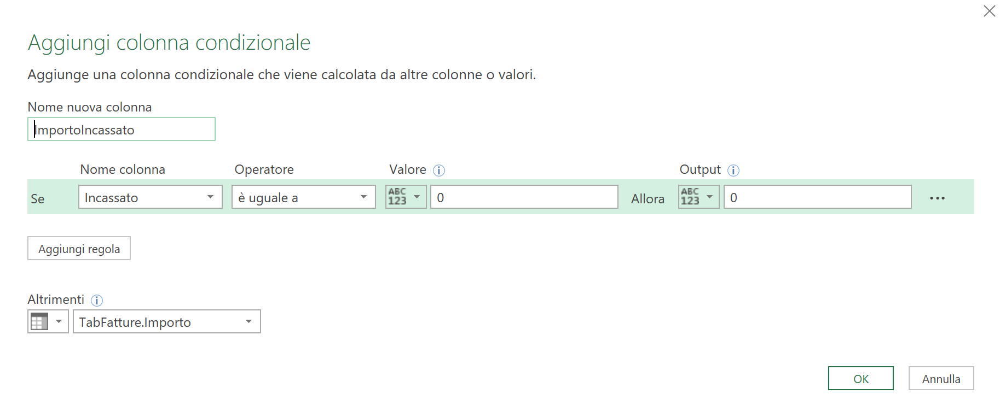 Aggiungi colonna condizionale
Aggiunge una colonna condizionale che viene calcolata da altre colonne o valori.
Nome nuova colonna
ImportoIncassato
Nome colonna Operatore Valore Output
Se Incassato è uguale a ABC 123 0 Allora ABC 123 0 ...
Aggiungi regola
Altrimenti
TabFatture.Importo
OK Annulla